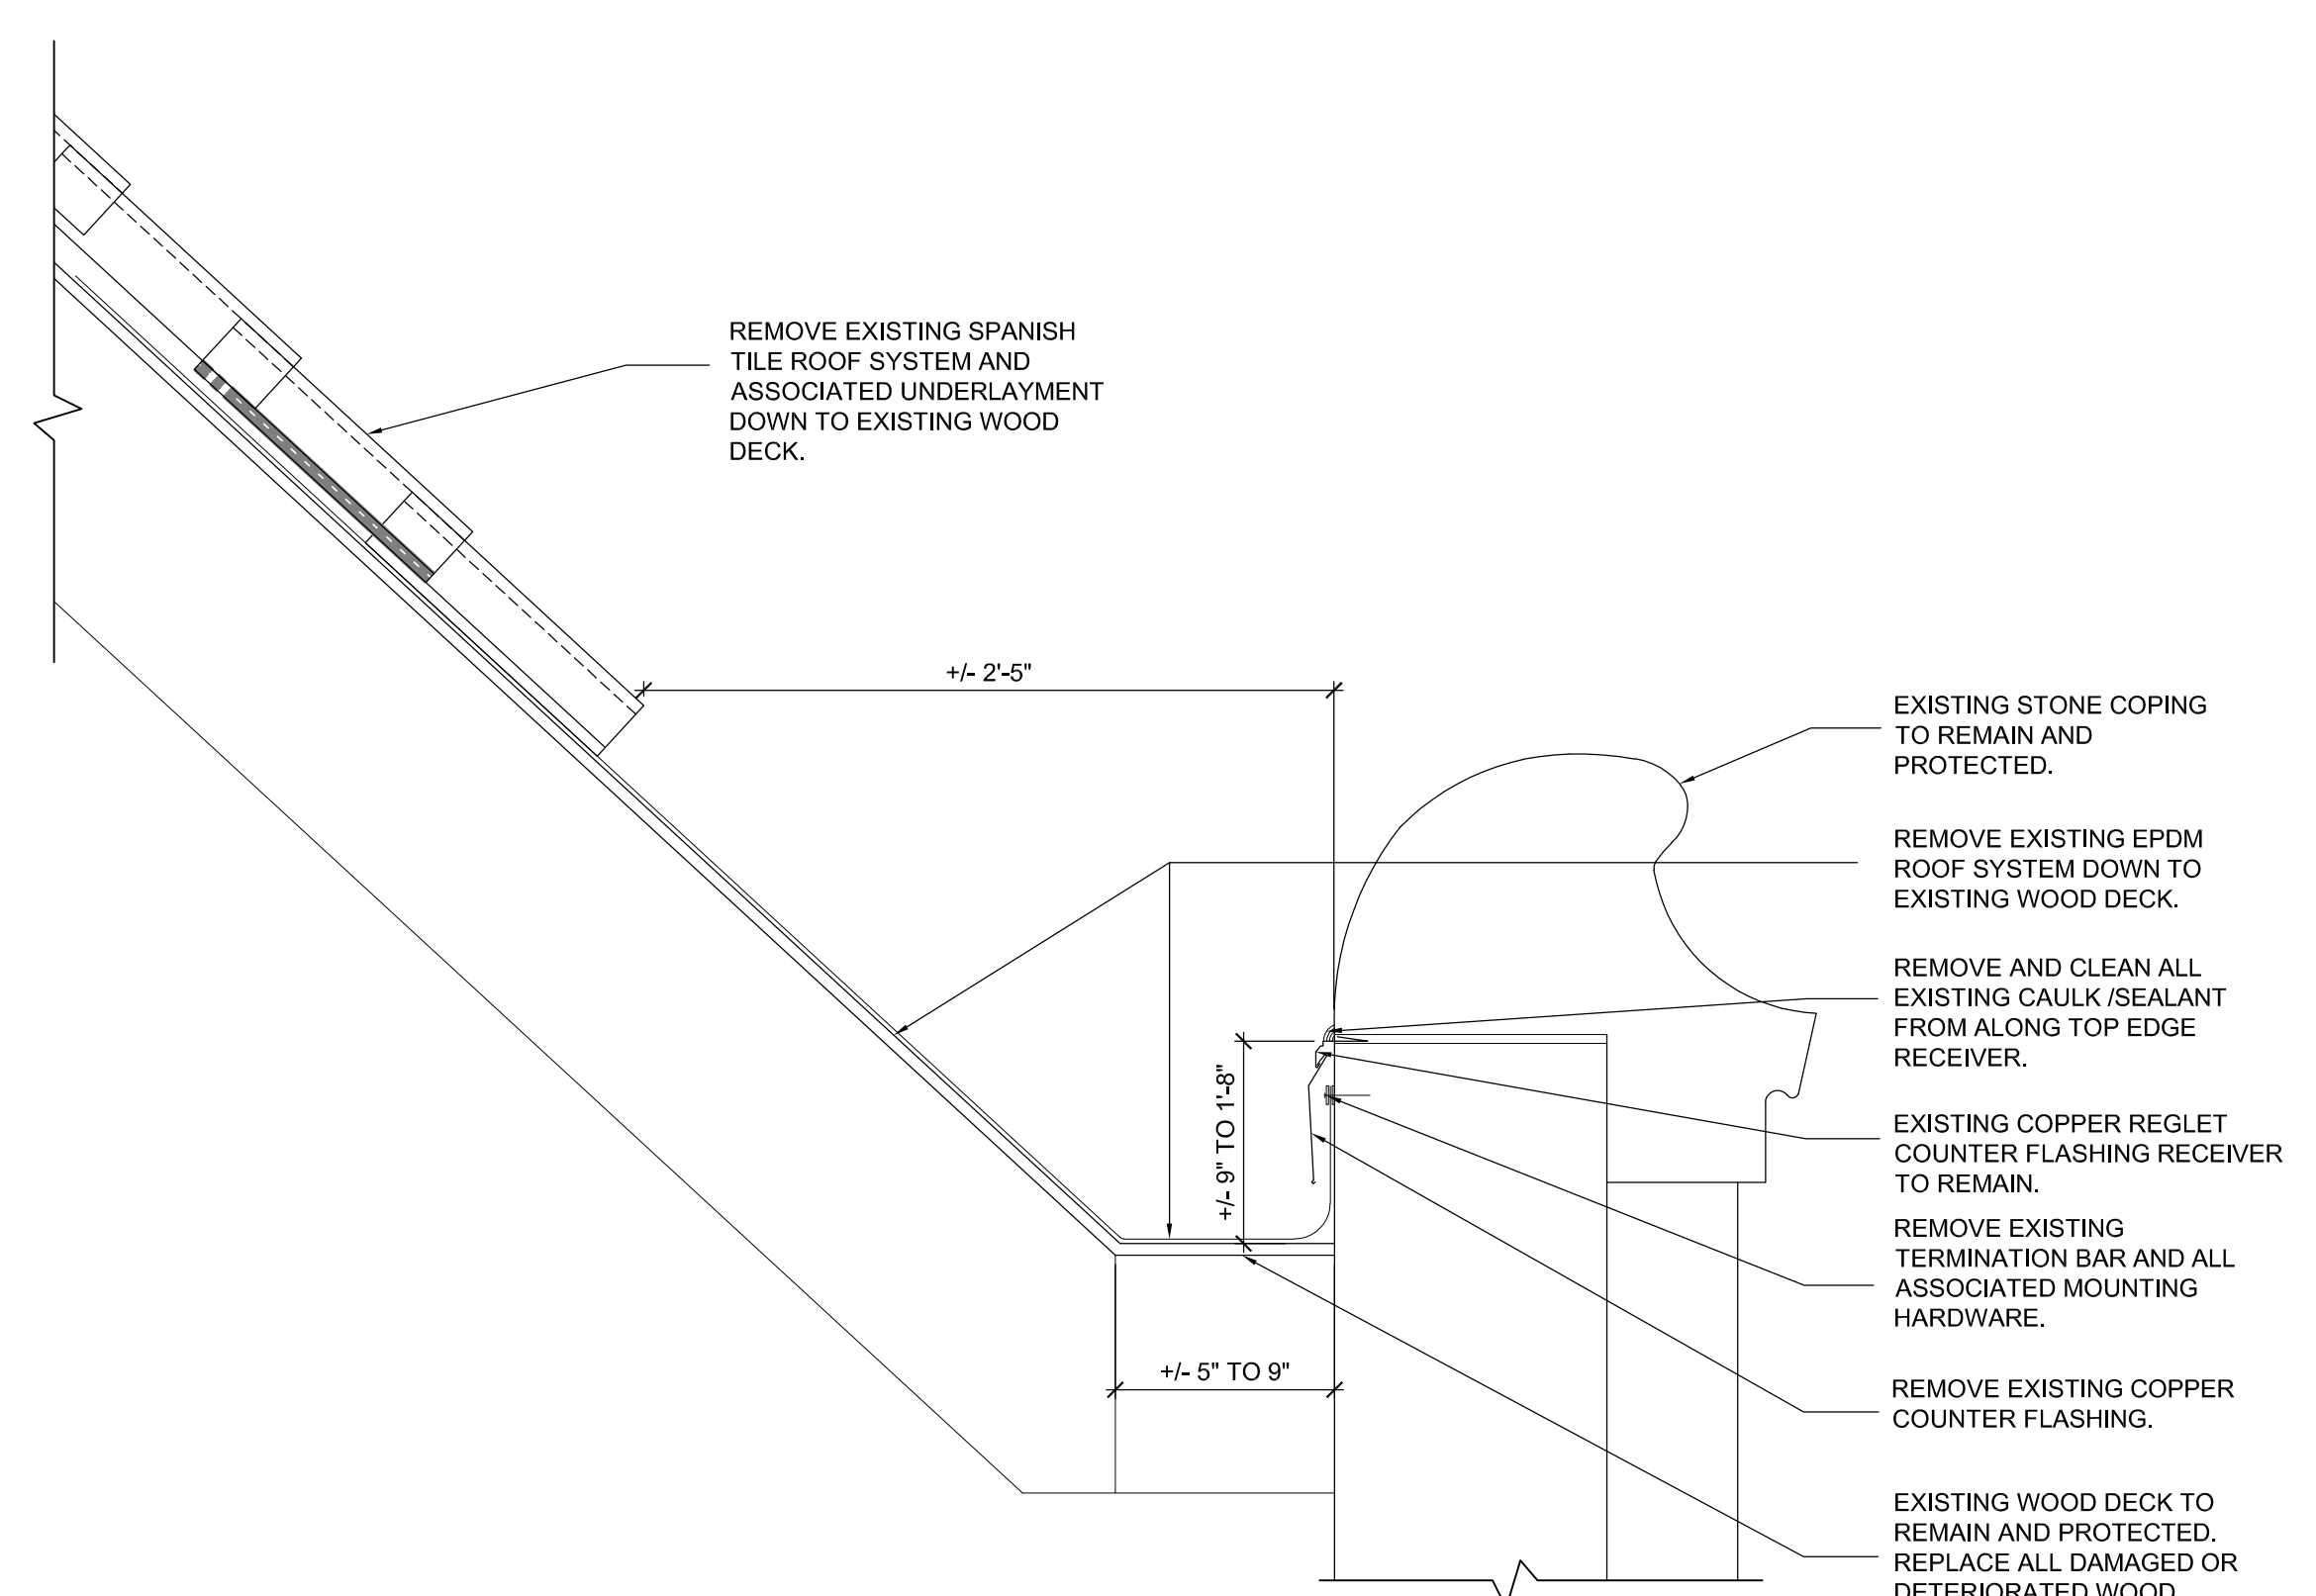 REMOVE EXISTING SPANISH
TILE ROOF SYSTEM AND
ASSOCIATED UNDERLAYMENT
DOWN TO EXISTING WOOD
DECK.
+/- 2'-5"
EXISTING STONE COPING
TO REMAIN AND
PROTECTED.
REMOVE EXISTING EPDM
ROOF SYSTEM DOWN TO
EXISTING WOOD DECK.
REMOVE AND CLEAN ALL
EXISTING CAULK /SEALANT
FROM ALONG TOP EDGE
RECEIVER.
+/- 9" TO 1'-8"
EXISTING COPPER REGLET
COUNTER FLASHING RECEIVER
TO REMAIN.
REMOVE EXISTING
TERMINATION BAR AND ALL
ASSOCIATED MOUNTING
HARDWARE.
+/- 5" TO 9"
REMOVE EXISTING COPPER
COUNTER FLASHING.
EXISTING WOOD DECK TO
REMAIN AND PROTECTED.
REPLACE ALL DAMAGED OR
DETERIORATED WOOD